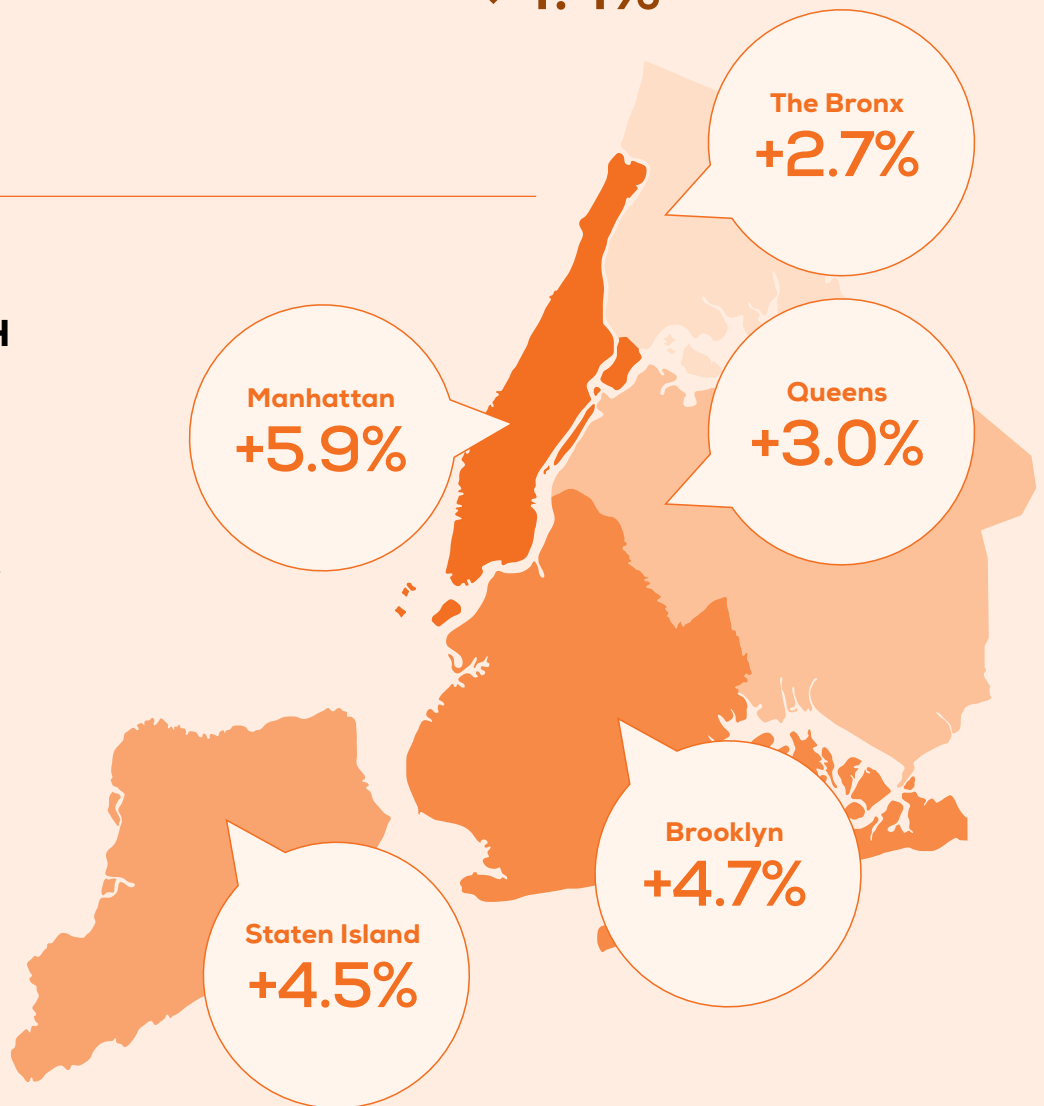 The Bronx
+2.7%
Manhattan
+5.9%
Queens
+3.0%
Brooklyn
+4.7%
Staten Island
+4.5%